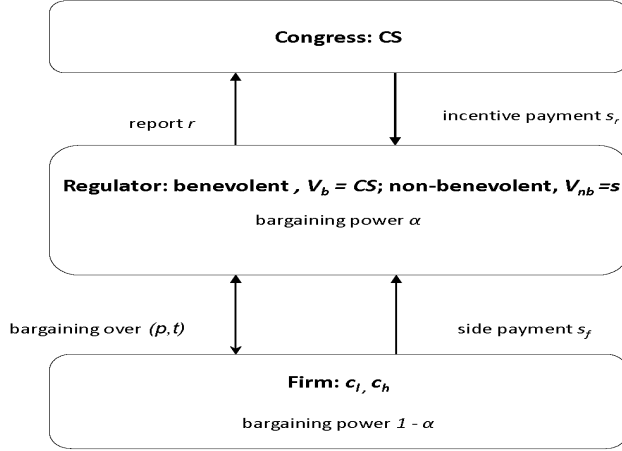 Congress: CS
report r
incentive payment sᵣ
Regulator: benevolent , V_b = CS; non-benevolent, V_nb =s
bargaining power α
bargaining over (p,t)
side payment s_f
Firm: c_l, c_h
bargaining power 1 - α